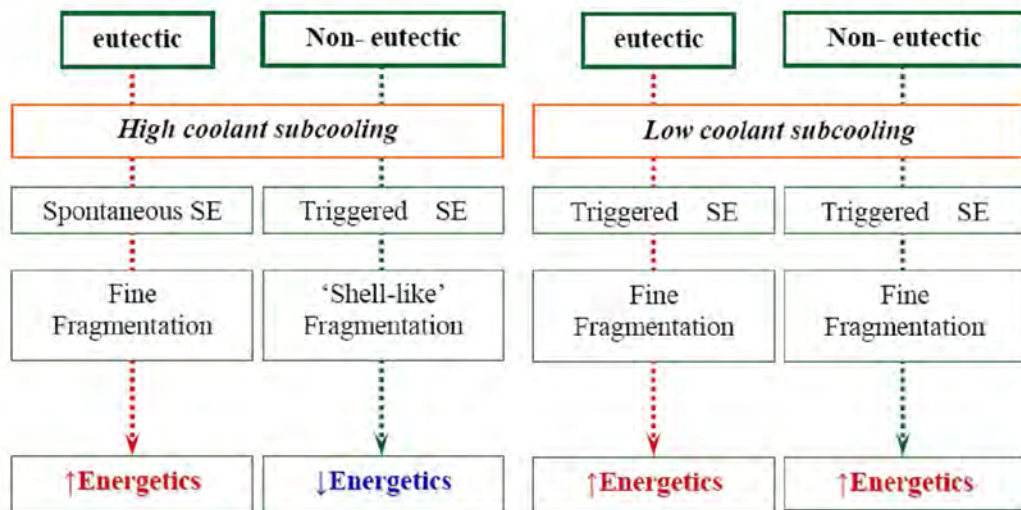 eutectic
Non- eutectic
eutectic
Non- eutectic
High coolant subcooling
Low coolant subcooling
Spontaneous SE
Triggered SE
Triggered SE
Triggered SE
Fine
Fragmentation
‘Shell-like’
Fragmentation
Fine
Fragmentation
Fine
Fragmentation
↑Energetics
↓Energetics
↑Energetics
↑Energetics